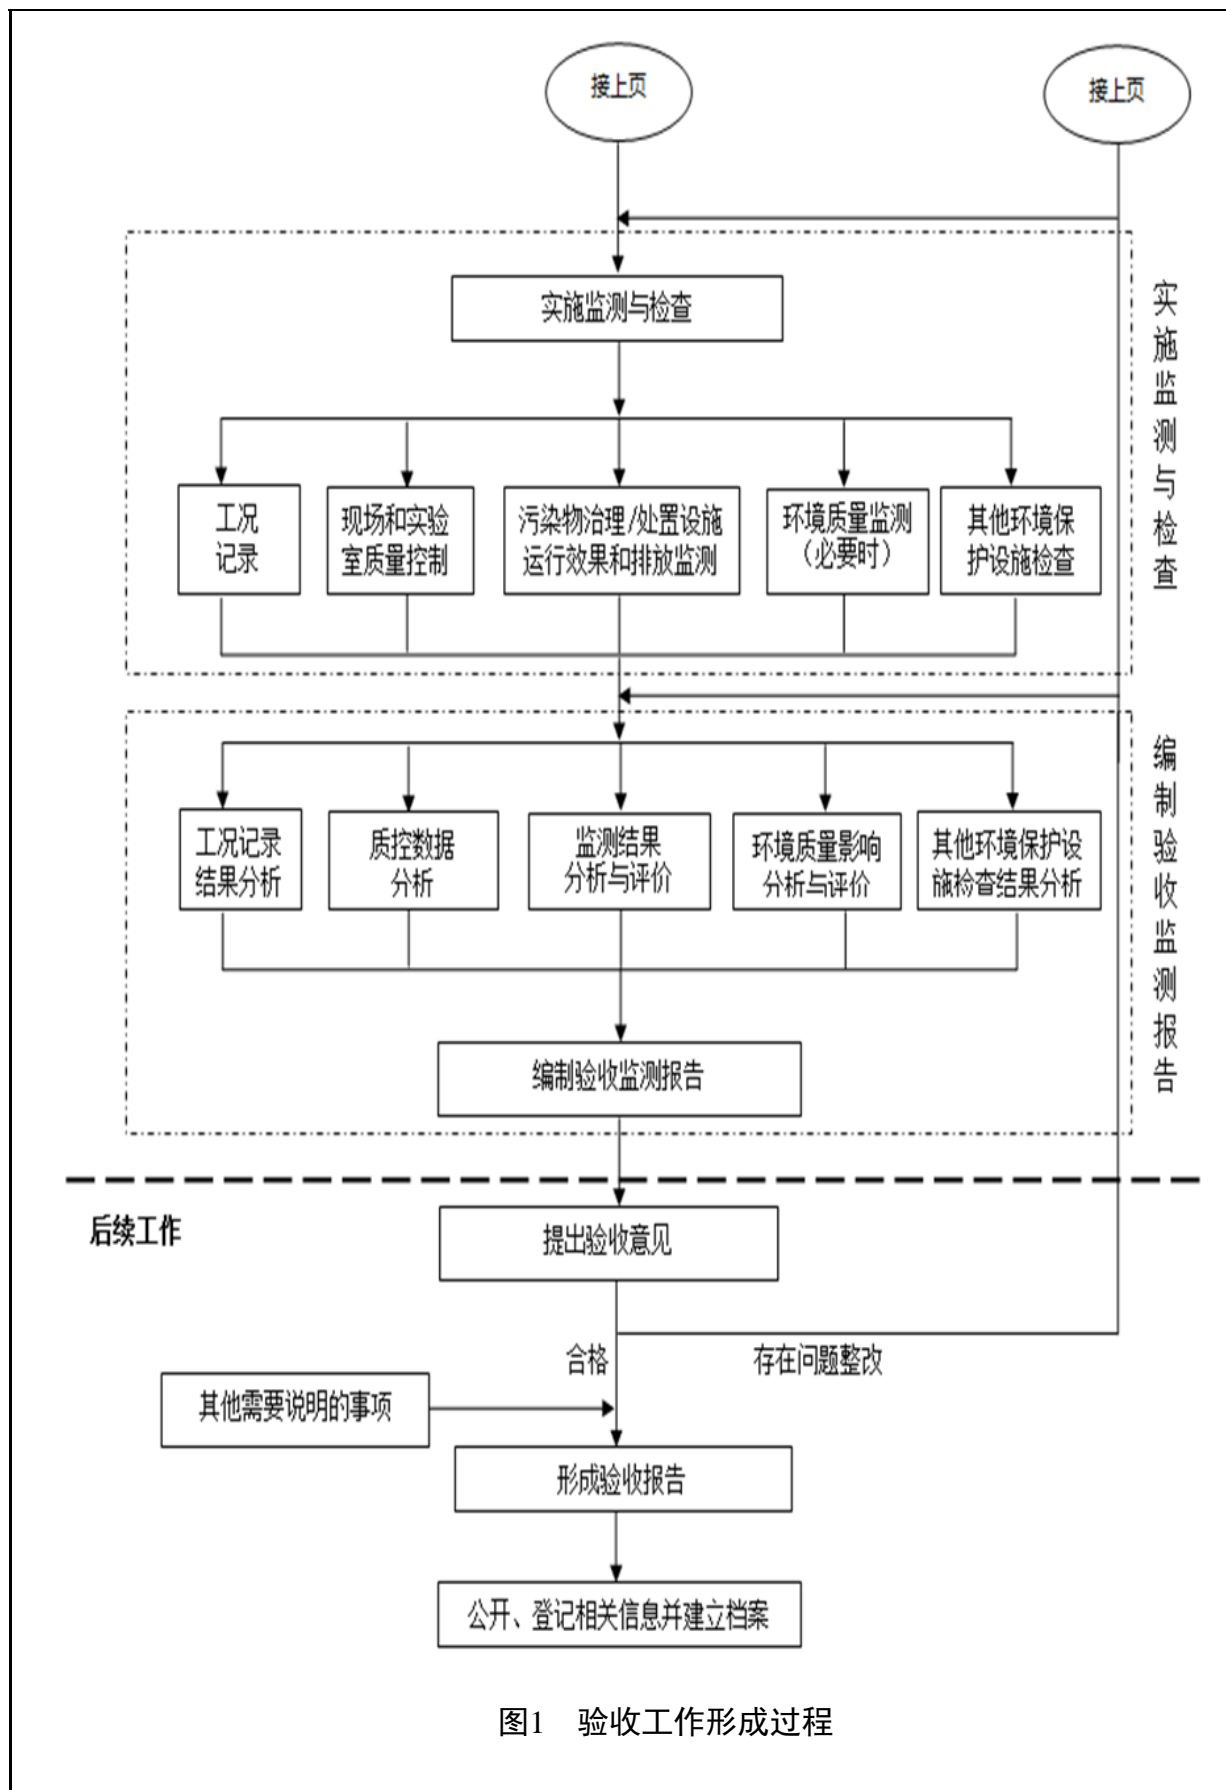 接上页
接上页
实施监测与检查
实施监测与检查
工况
记录
现场和实验
室质量控制
污染物治理/处置设施
运行效果和排放监测
环境质量监测
（必要时）
其他环境保
护设施检查
编制验收监测报告
工况记录
结果分析
质控数据
分析
监测结果
分析与评价
环境质量影响
分析与评价
其他环境保护设
施检查结果分析
编制验收监测报告
后续工作
提出验收意见
合格
存在问题整改
其他需要说明的事项
形成验收报告
公开、登记相关信息并建立档案
图1 验收工作形成过程